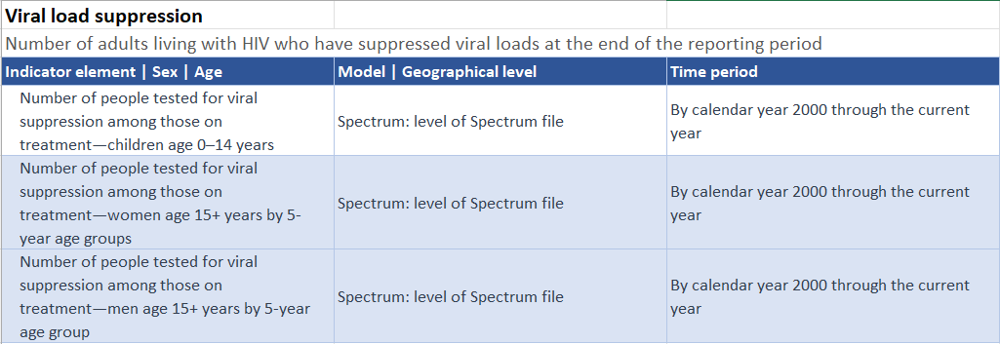 Viral load suppression
Number of adults living with HIV who have suppressed viral loads at the end of the reporting period
Indicator element | Sex | Age
Model | Geographical level
Time period
Number of people tested for viral
suppression among those on
treatment—children age 0–14 years
Spectrum: level of Spectrum file
By calendar year 2000 through the current
year
Number of people tested for viral
suppression among those on
treatment—women age 15+ years by 5-
year age groups
Spectrum: level of Spectrum file
By calendar year 2000 through the current
year
Number of people tested for viral
suppression among those on
treatment—men age 15+ years by 5-year
age group
Spectrum: level of Spectrum file
By calendar year 2000 through the current
year